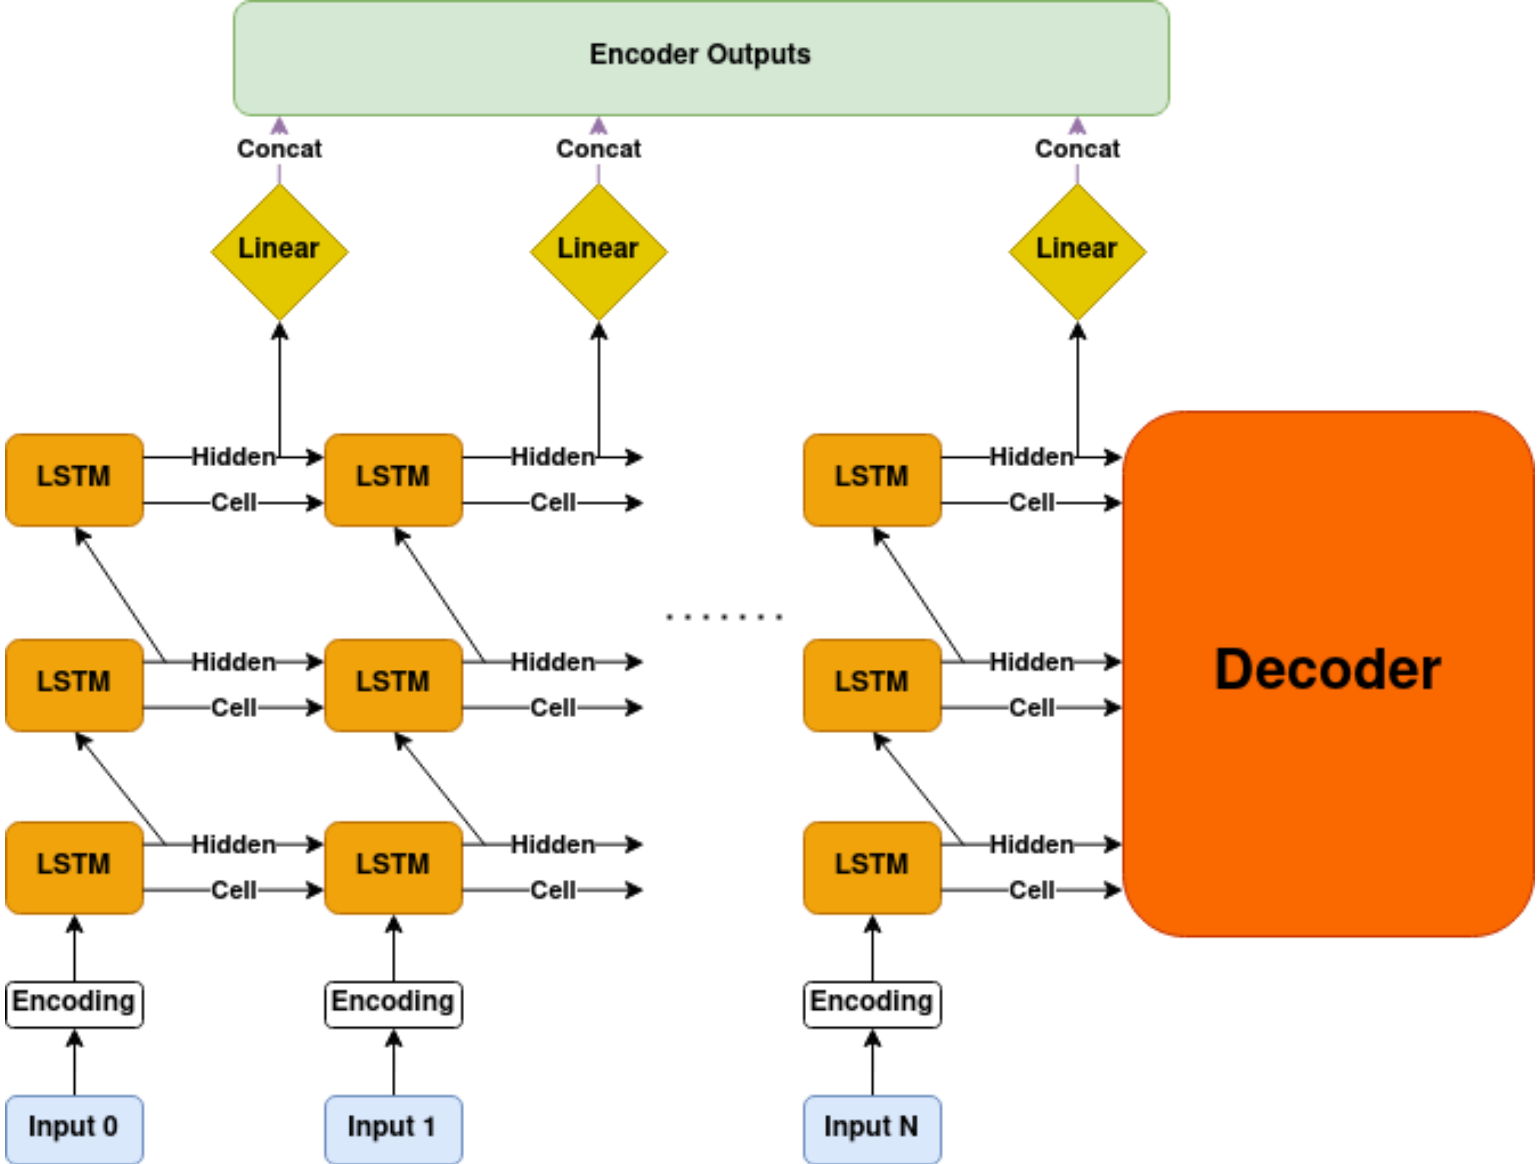 Encoder Outputs
Concat Concat Concat
Linear Linear Linear
Hidden Hidden Hidden
LSTM LSTM LSTM
Cell Cell Cell
.......
Hidden Hidden Hidden
LSTM LSTM LSTM
Decoder
Cell Cell Cell
Hidden Hidden Hidden
LSTM LSTM LSTM
Cell Cell Cell
Encoding Encoding Encoding
Input 0 Input 1 Input N